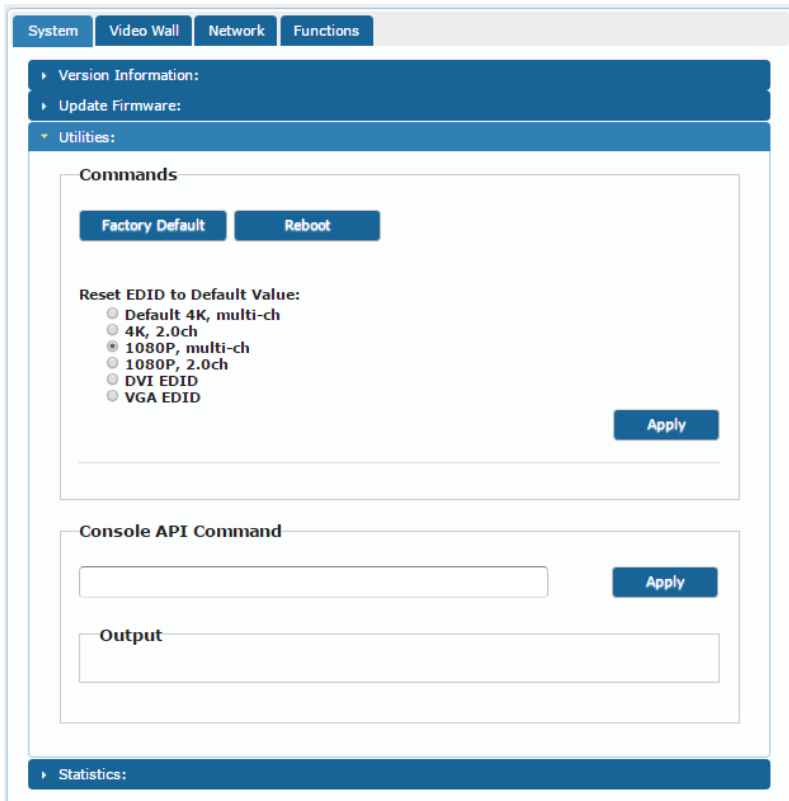 System Video Wall Network Functions
Version Information:
Update Firmware:
Utilities:
Commands
Factory Default Reboot
Reset EDID to Default Value:
Default 4K, multi-ch
4K, 2.0ch
1080P, multi-ch
1080P, 2.0ch
DVI EDID
VGA EDID
Apply
Console API Command
Apply
Output
Statistics: